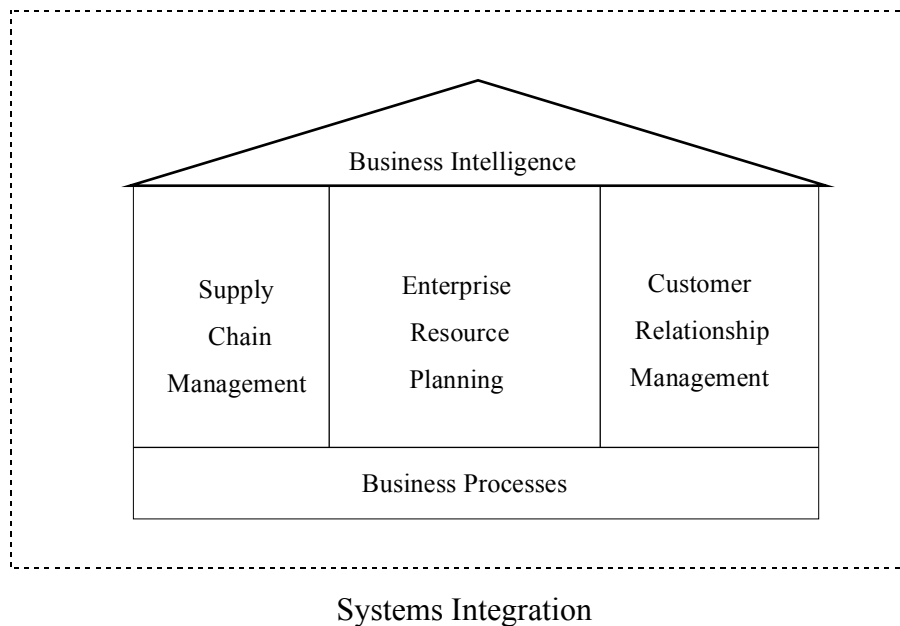 Business Intelligence
Supply
Chain
Management
Enterprise
Resource
Planning
Customer
Relationship
Management
Business Processes
Systems Integration